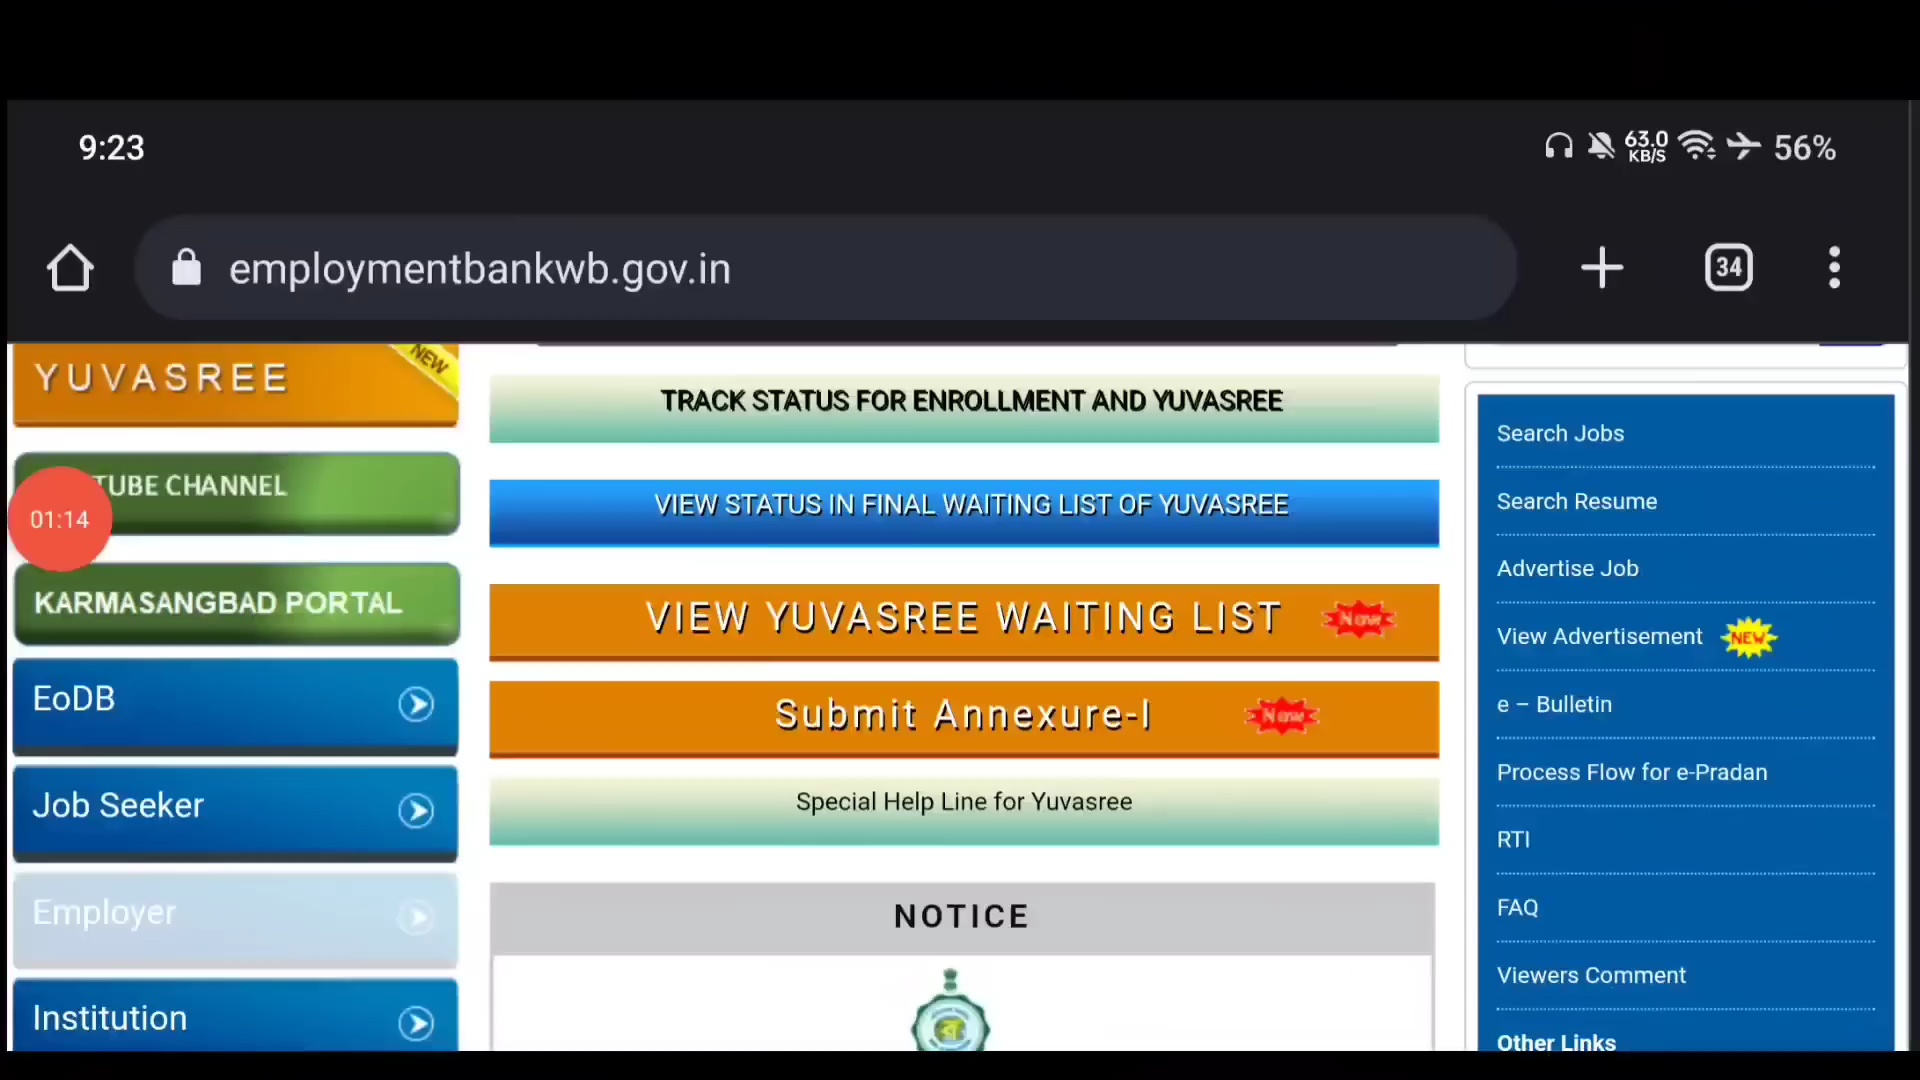 9:23
63.0
KB/S
56%
employmentbankwb.gov.in
34
YUVASREE
NEW
TUBE CHANNEL
01:14
KARMASANGBAD PORTAL
EoDB
Job Seeker
Employer
Institution
TRACK STATUS FOR ENROLLMENT AND YUVASREE
VIEW STATUS IN FINAL WAITING LIST OF YUVASREE
VIEW YUVASREE WAITING LIST
New
Submit Annexure-I
New
Special Help Line for Yuvasree
NOTICE
Search Jobs
Search Resume
Advertise Job
View Advertisement
NEW
e – Bulletin
Process Flow for e-Pradan
RTI
FAQ
Viewers Comment
Other Links